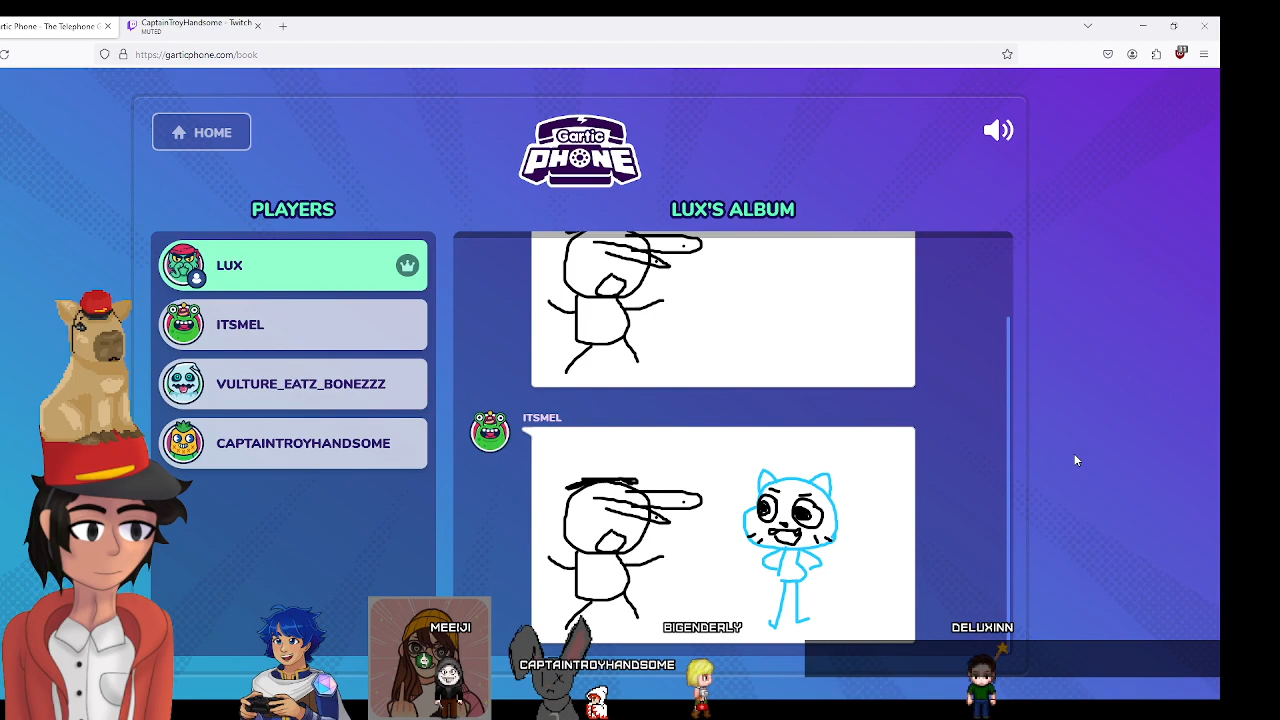 rtic Phone - The Telephone G
CaptainTroyHandsome - Twitch
MUTED
https://garticphone.com/book
11
HOME
Gartic
PHONE
PLAYERS
LUX'S ALBUM
LUX
ITSMEL
VULTURE_EATZ_BONEZZZ
CAPTAINTROYHANDSOME
ITSMEL
MEEIJI
BIGENDERLY
DELUXINN
CAPTAINTROYHANDSOME